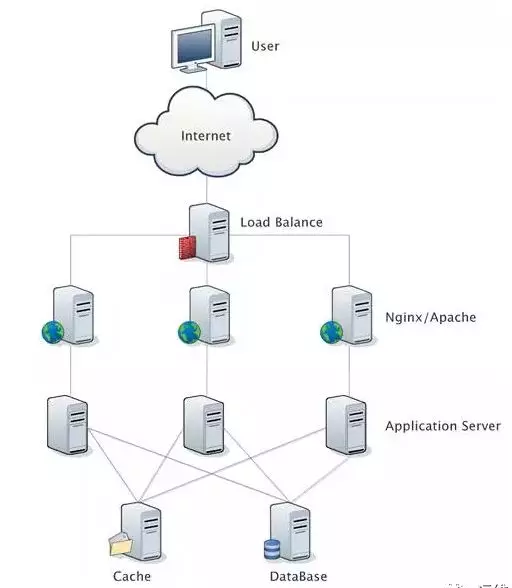 User
Internet
Load Balance
Nginx/Apache
Application Server
Cache
DataBase